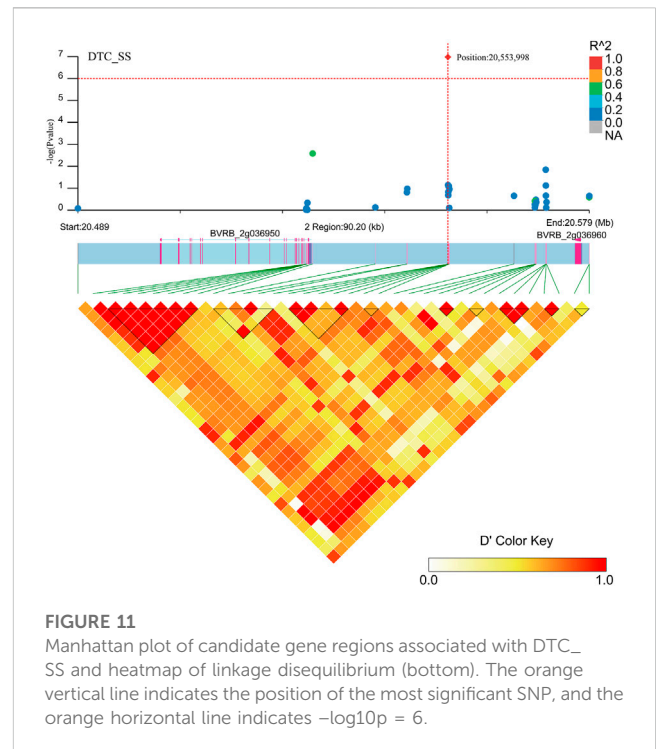 DTC_SS
Position:20,553,998
R^2
1.0
0.8
0.6
0.4
0.2
0.0
NA
7
6
5
4
3
2
1
0
-log(Pvalue)
Start:20.489
2 Region:90.20 (kb)
End:20.579 (Mb)
BVRB_2g036950
BVRB_2g036960
D' Color Key
0.0
1.0
FIGURE 11
Manhattan plot of candidate gene regions associated with DTC_
SS and heatmap of linkage disequilibrium (bottom). The orange
vertical line indicates the position of the most significant SNP, and the
orange horizontal line indicates –log10p = 6.